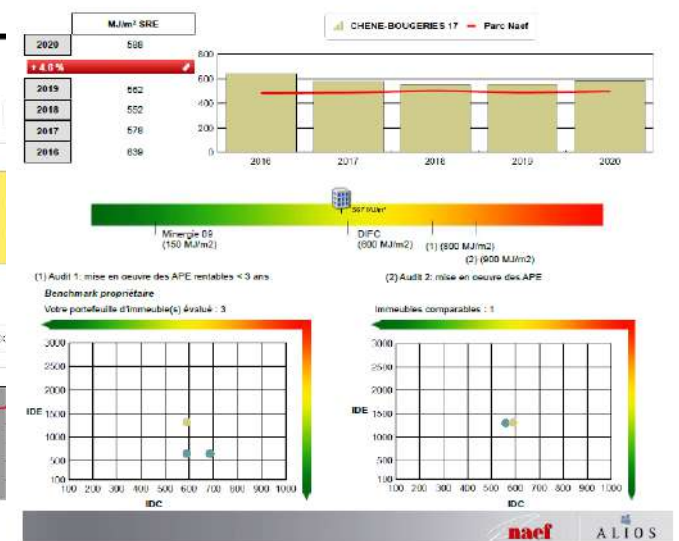 MJ/m² SRE
2020 588
+ 4.6 %
2019 562
2018 552
2017 578
2016 639
CHENE-BOUGERIES 17 Parc Naef
800
600
400
200
0
2016 2017 2018 2019 2020
Minergie 09
(150 MJ/m2)
DIFC
(600 MJ/m2)
(1) (800 MJ/m2)
(2) (900 MJ/m2)
(1) Audit 1: mise en oeuvre des APE rentables < 3 ans
(2) Audit 2: mise en oeuvre des APE
Benchmark propriétaire
Votre portefeuille d'immeuble(s) évalué : 3
3000
2500
IDE 1500
1000
500
100
100 200 300 400 500 600 700 800 900 1000
IDC
Immeubles comparables : 1
3000
2500
IDE 1500
1000
500
100
100 200 300 400 500 600 700 800 900 1000
IDC
naef
ALIOS